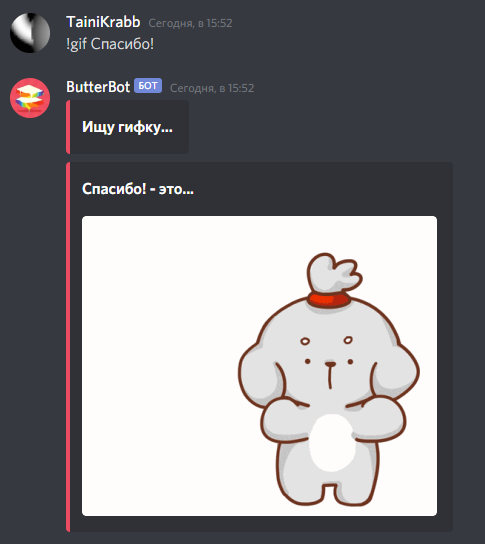 TainiKrabb Сегодня, в 15:52
!gif Спасибо!
ButterBot БОТ Сегодня, в 15:52
Ищу гифку...
Спасибо! - это...